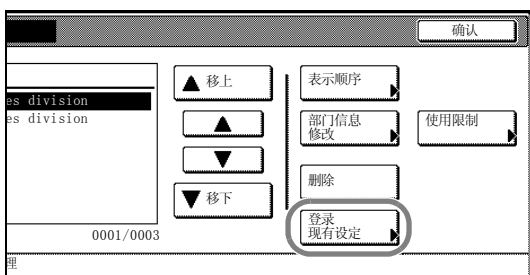 确认
▲ 移上
表示顺序
es division
es division
▲
部门信息
修改
使用限制
▼
▼ 移下
删除
登录
现有设定
0001/0003
理